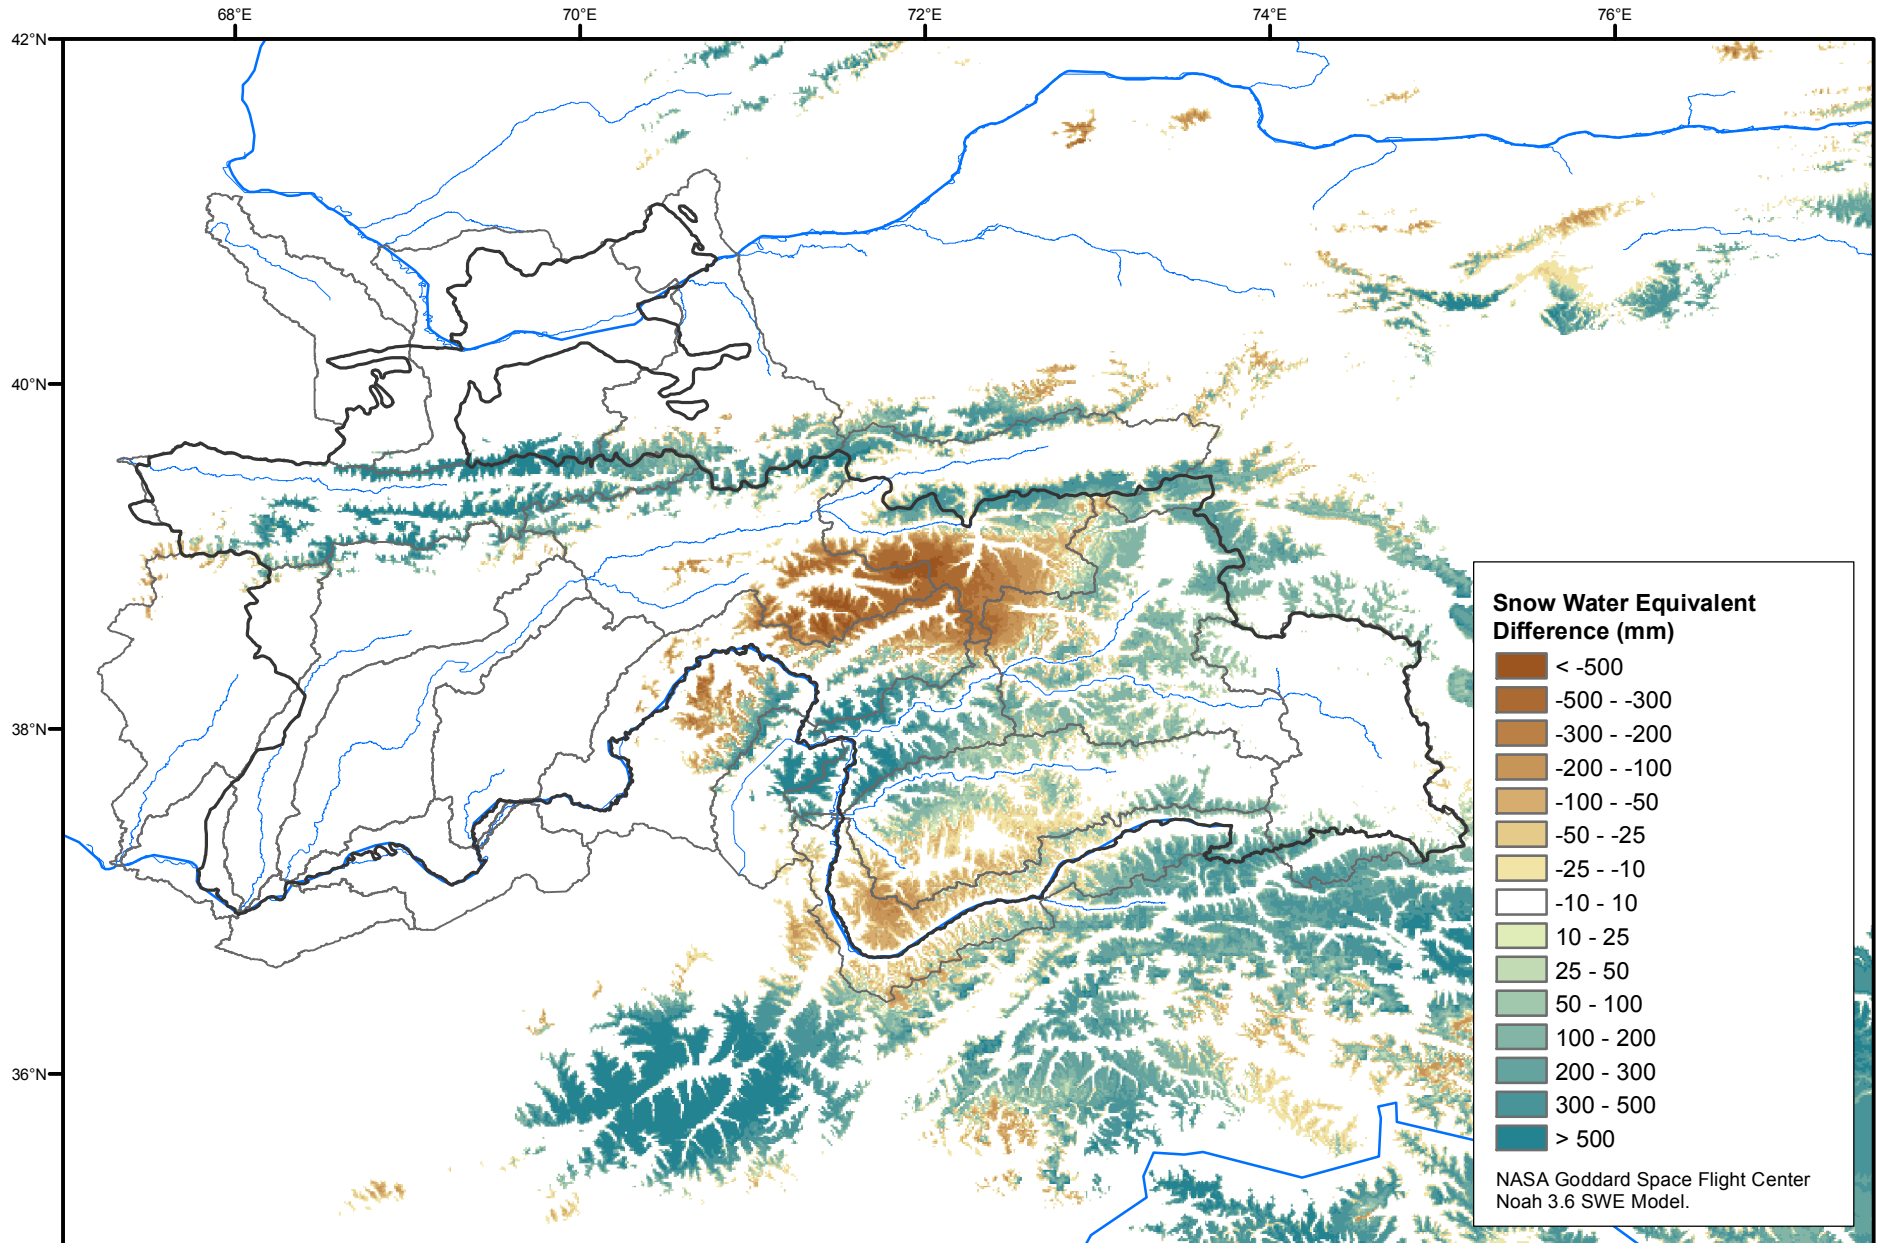 68°E
70°E
72°E
74°E
76°E
42°N
40°N
38°N
36°N
Snow Water Equivalent
Difference (mm)
< -500
-500 - -300
-300 - -200
-200 - -100
-100 - -50
-50 - -25
-25 - -10
-10 - 10
10 - 25
25 - 50
50 - 100
100 - 200
200 - 300
300 - 500
> 500
NASA Goddard Space Flight Center
Noah 3.6 SWE Model.